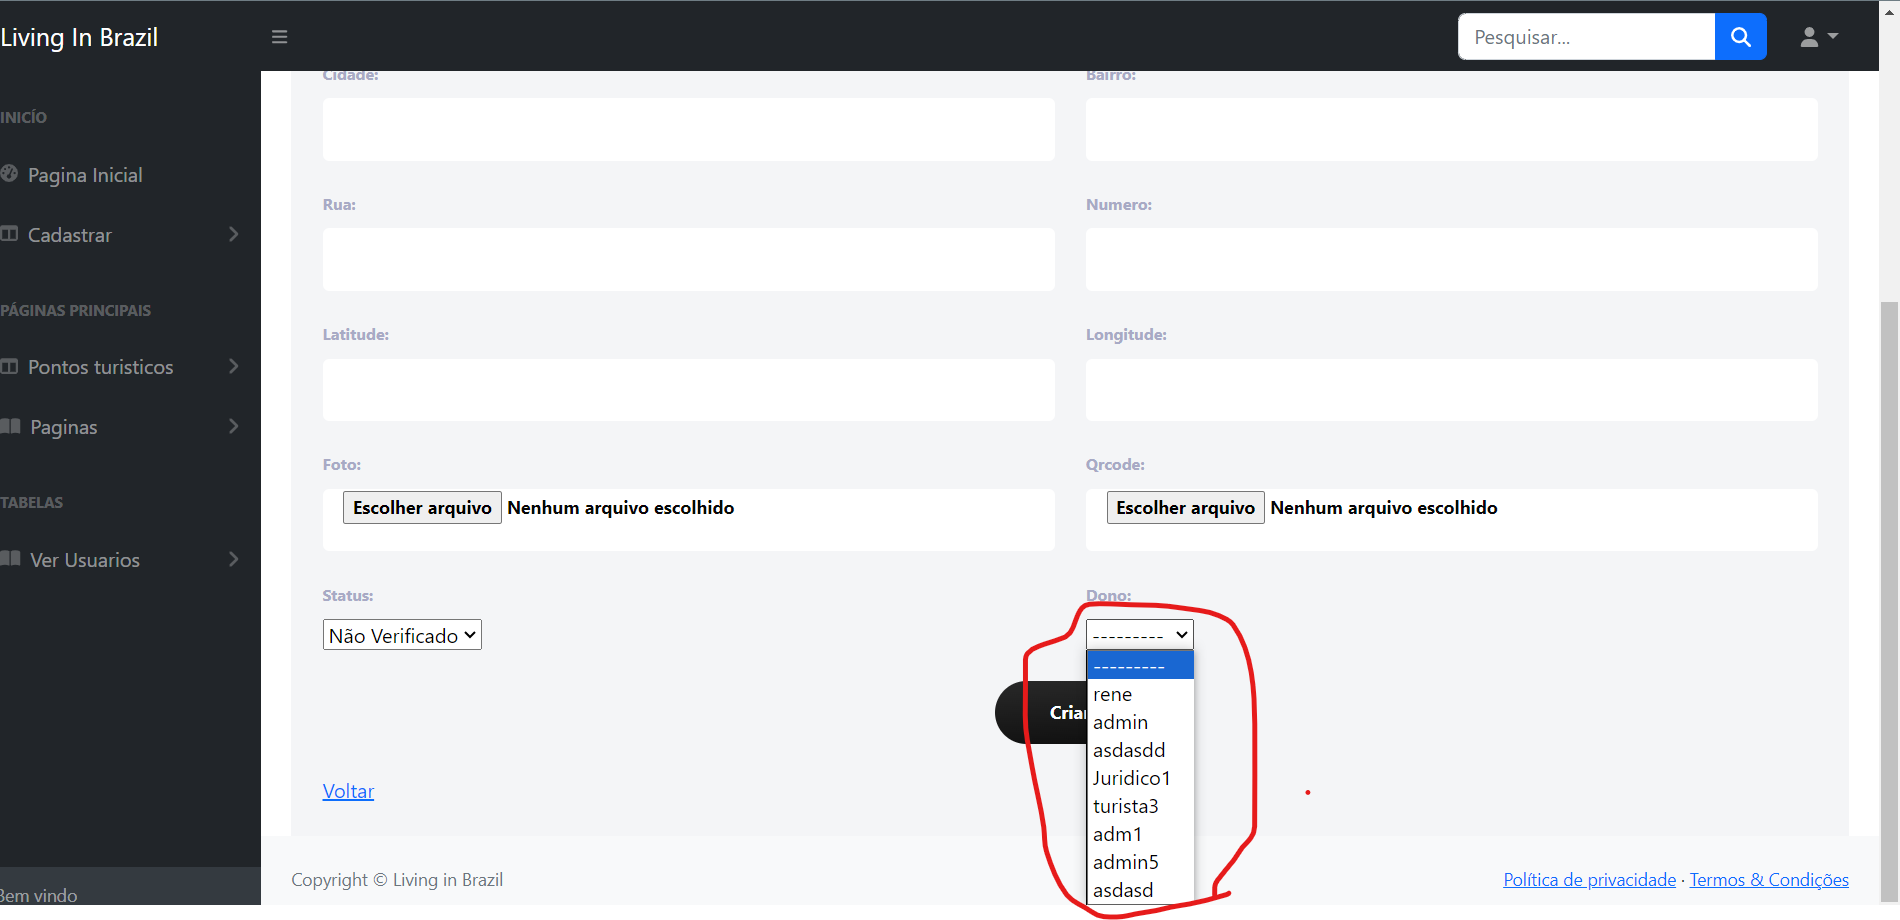 Living In Brazil
Pesquisar...
INICÍO
Pagina Inicial
Cadastrar
PÁGINAS PRINCIPAIS
Pontos turisticos
Paginas
TABELAS
Ver Usuarios
Bem vindo
Cidade:
Bairro:
Rua:
Numero:
Latitude:
Longitude:
Foto:
Qrcode:
Escolher arquivo Nenhum arquivo escolhido
Escolher arquivo Nenhum arquivo escolhido
Status:
Dono:
Não Verificado
---------
---------
rene
admin
asdasdd
Juridico1
turista3
adm1
admin5
asdasd
Criar
Voltar
Copyright © Living in Brazil
Política de privacidade · Termos & Condições